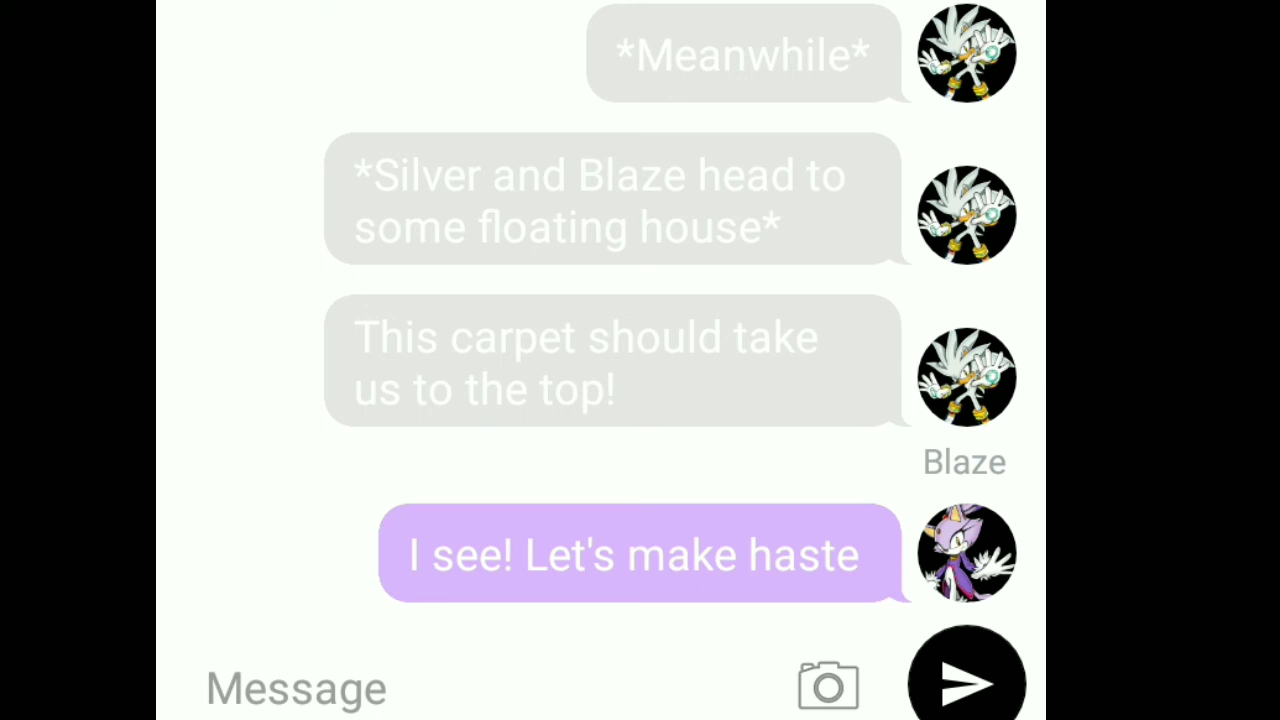 *Meanwhile*
*Silver and Blaze head to
some floating house*
This carpet should take
us to the top!
Blaze
I see! Let's make haste
Message